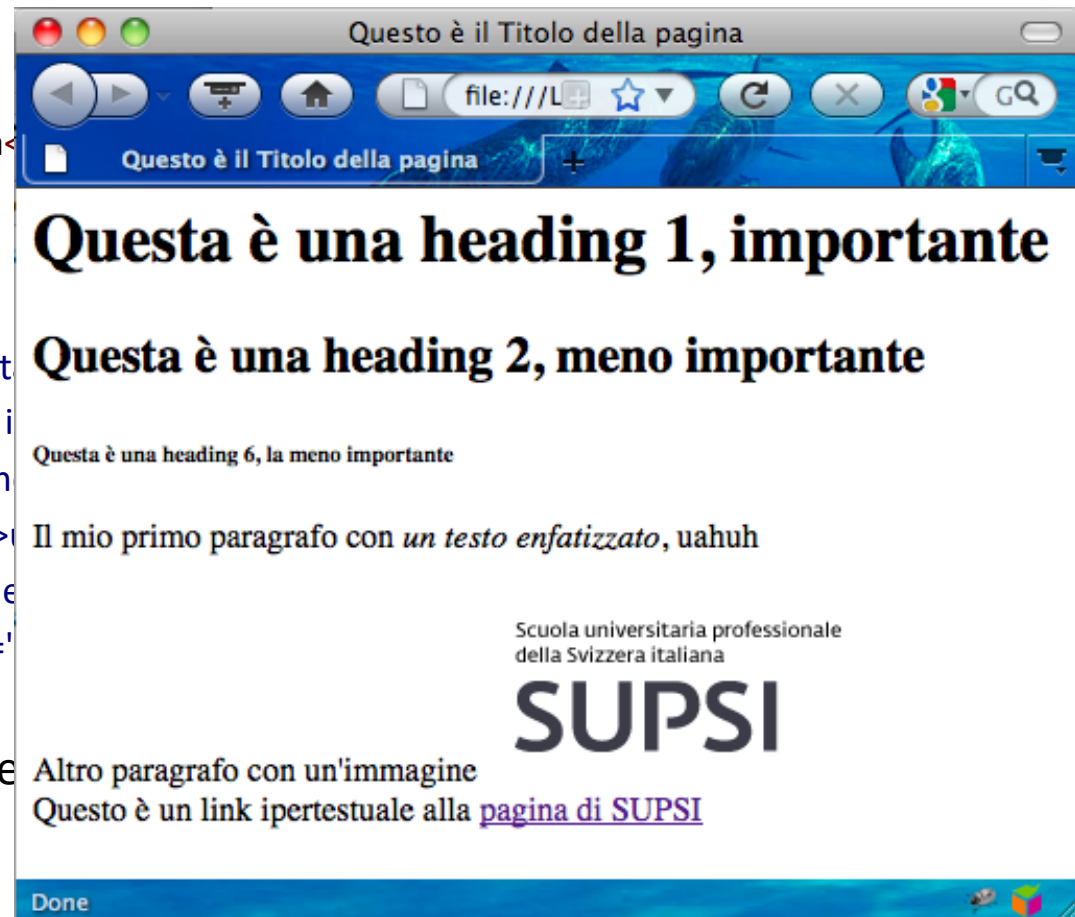 Questo è il Titolo della pagina
file:///L
Questo è il Titolo della pagina
Questa è una heading 1, importante
Questa è una heading 2, meno importante
Questa è una heading 6, la meno importante
Il mio primo paragrafo con un testo enfatizzato, uahuh
Scuola universitaria professionale
della Svizzera italiana
SUPSI
Altro paragrafo con un'immagine
Questo è un link ipertestuale alla pagina di SUPSI
Done